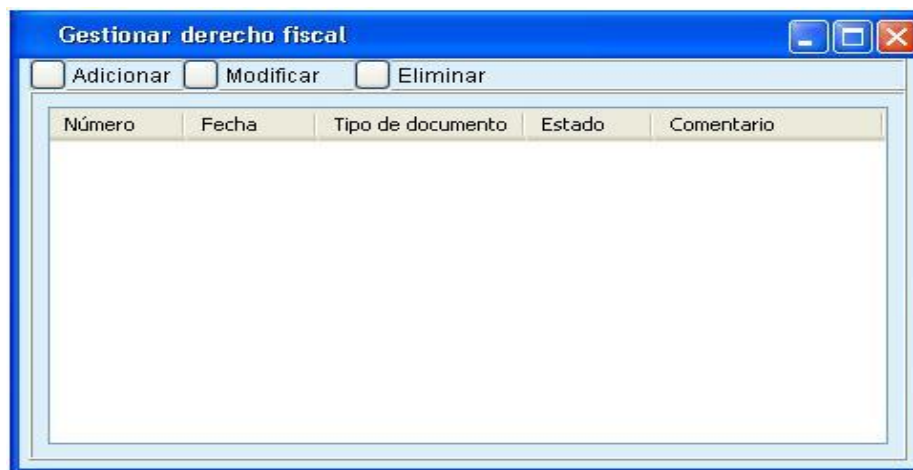 Gestionar derecho fiscal
Adicionar Modificar Eliminar
Número Fecha Tipo de documento Estado Comentario